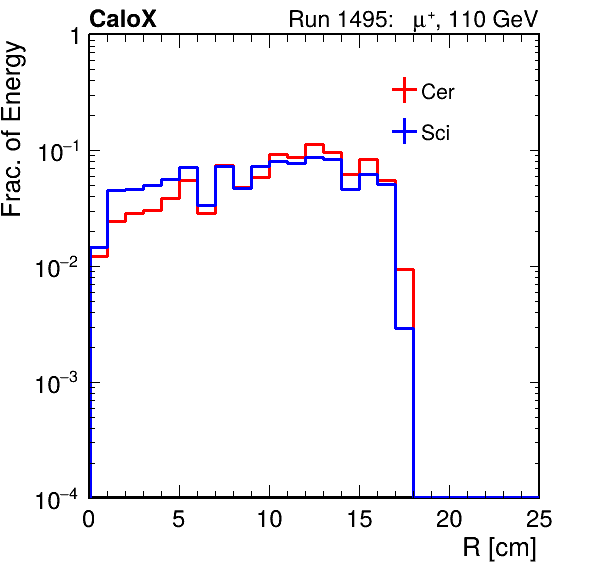 CaloX Run 1495: μ⁺, 110 GeV
Frac. of Energy
1
10⁻¹
10⁻²
10⁻³
10⁻⁴
Cer
Sci
0 5 10 15 20 25
R [cm]